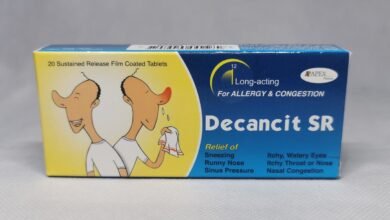 20 Sustained Release Film Coated Tablets
12
Long-acting
For ALLERGY & CONGESTION
APEX
Decancit SR
Relief of
Sneezing
Runny Nose
Sinus Pressure
Itchy, Watery Eyes
Itchy Throat or Nose
Nasal Congestion